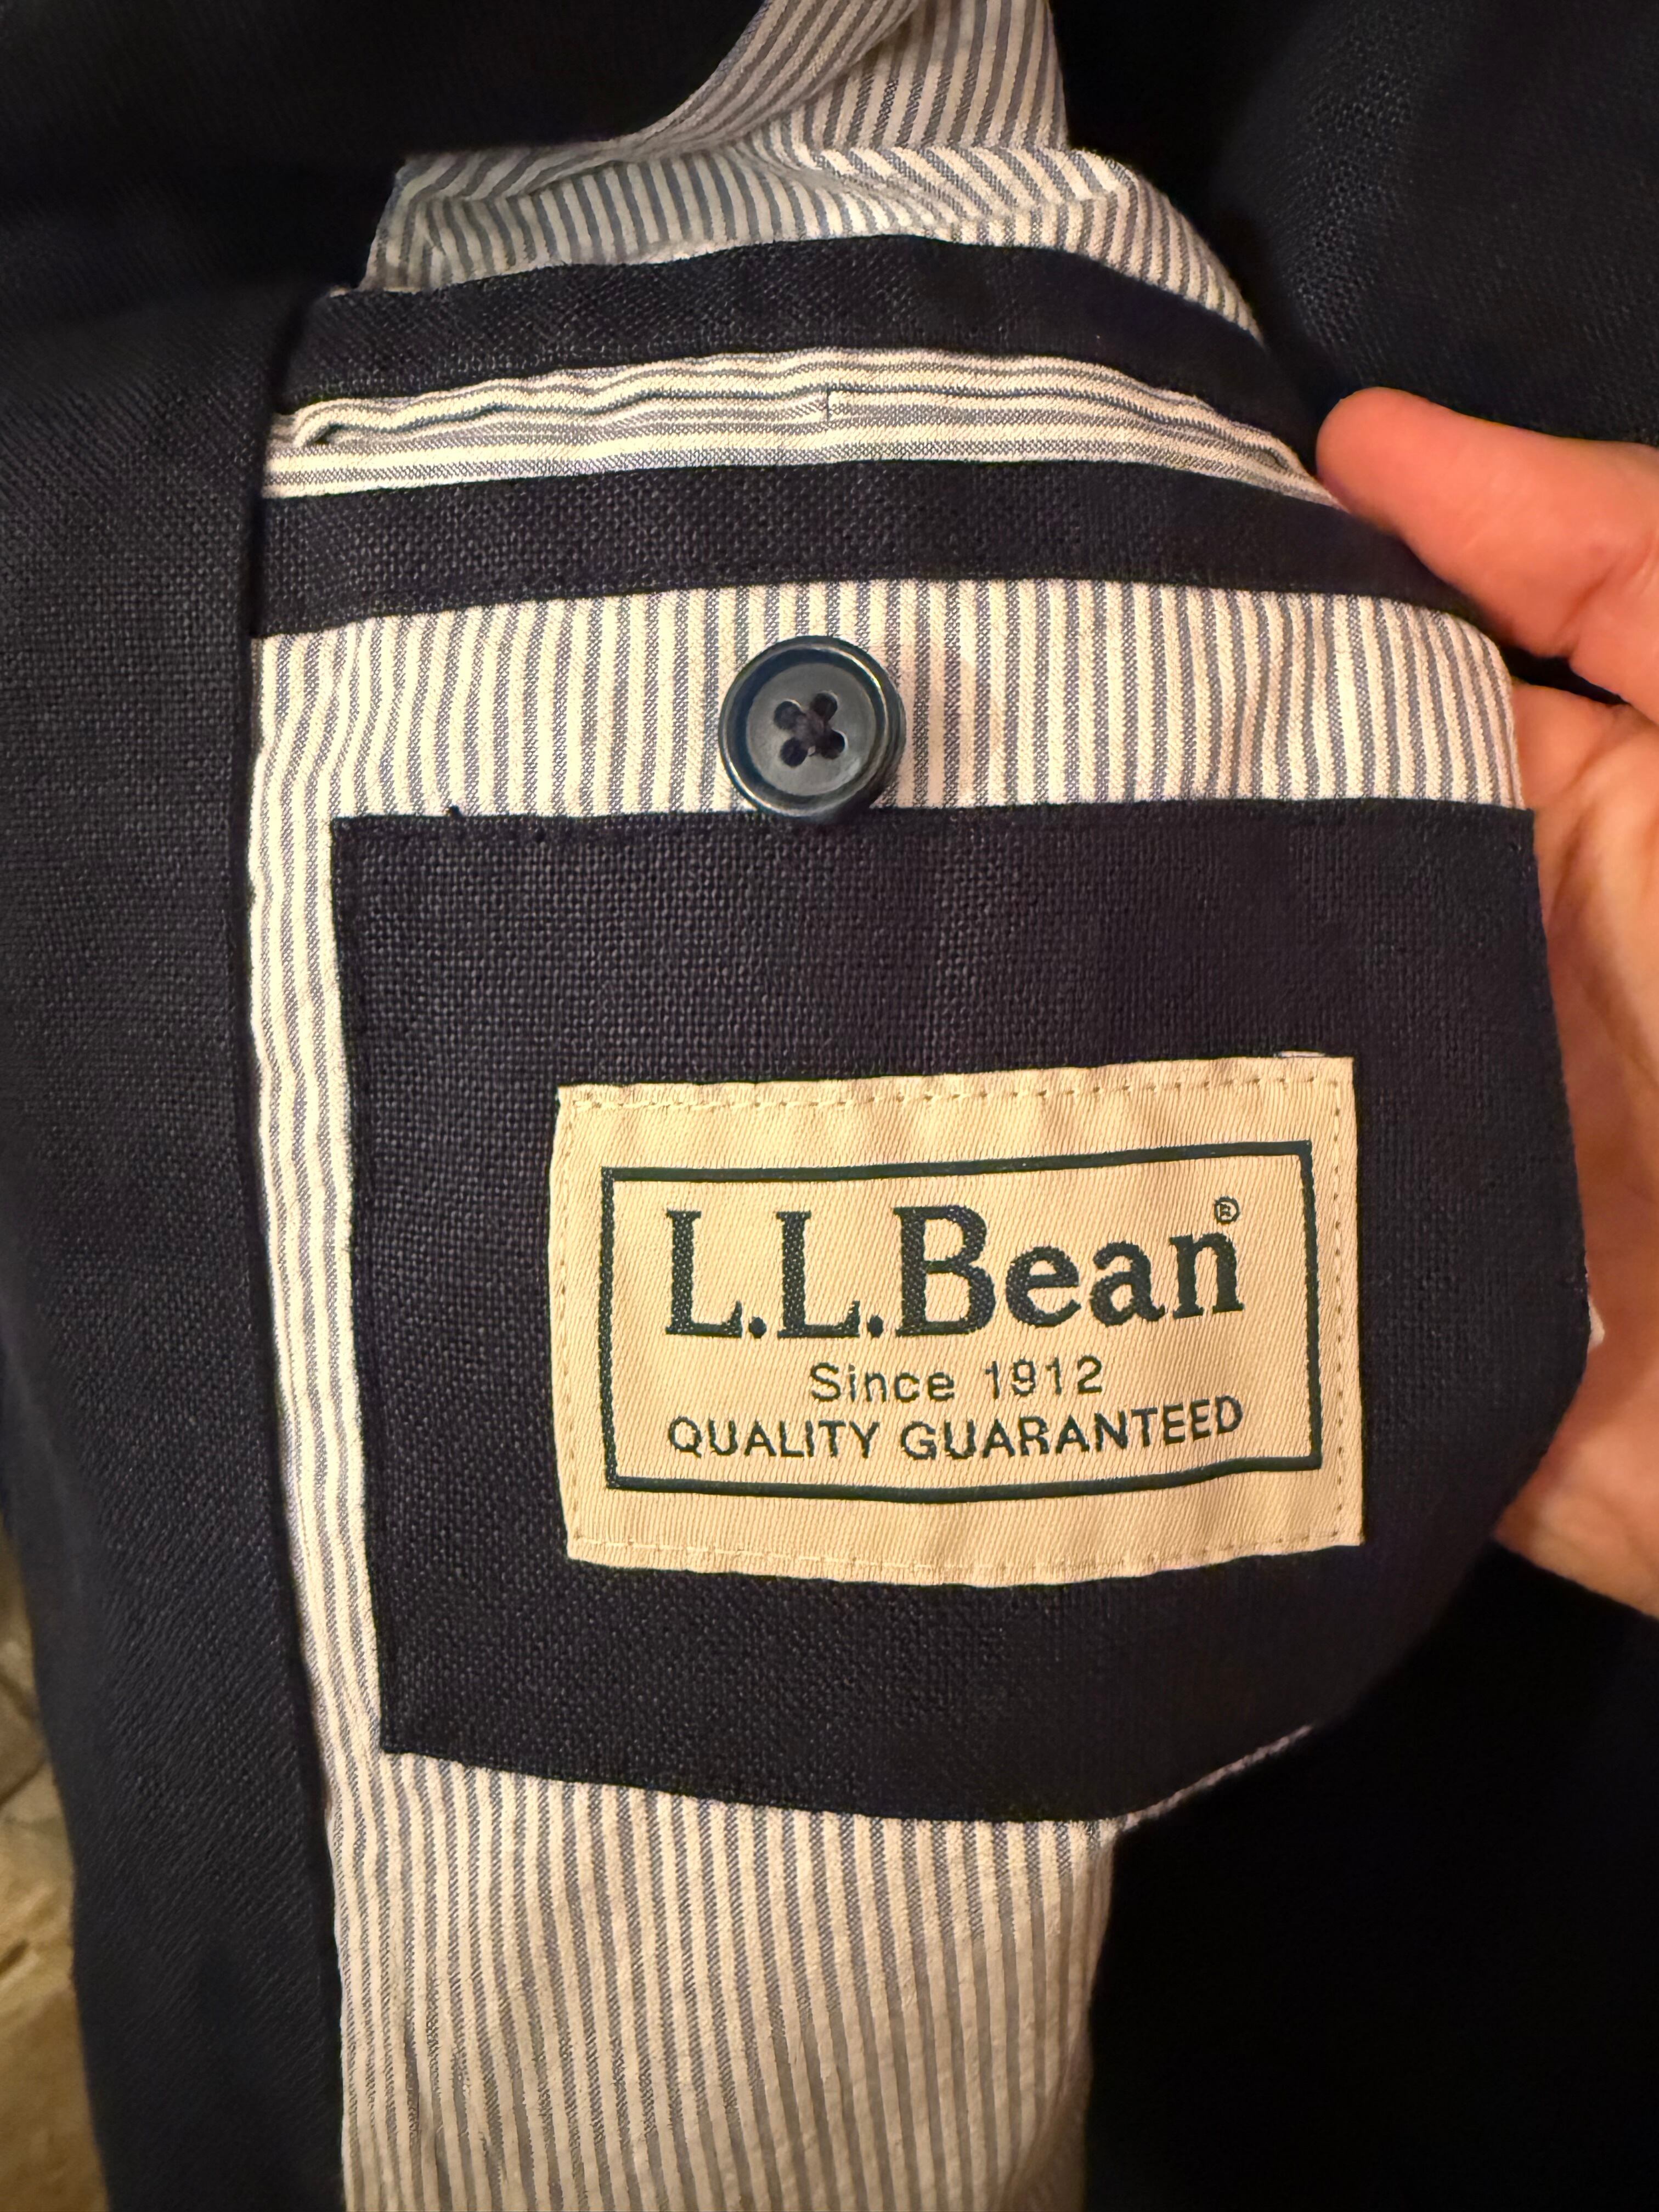 L.L.Bean®
Since 1912
QUALITY GUARANTEED